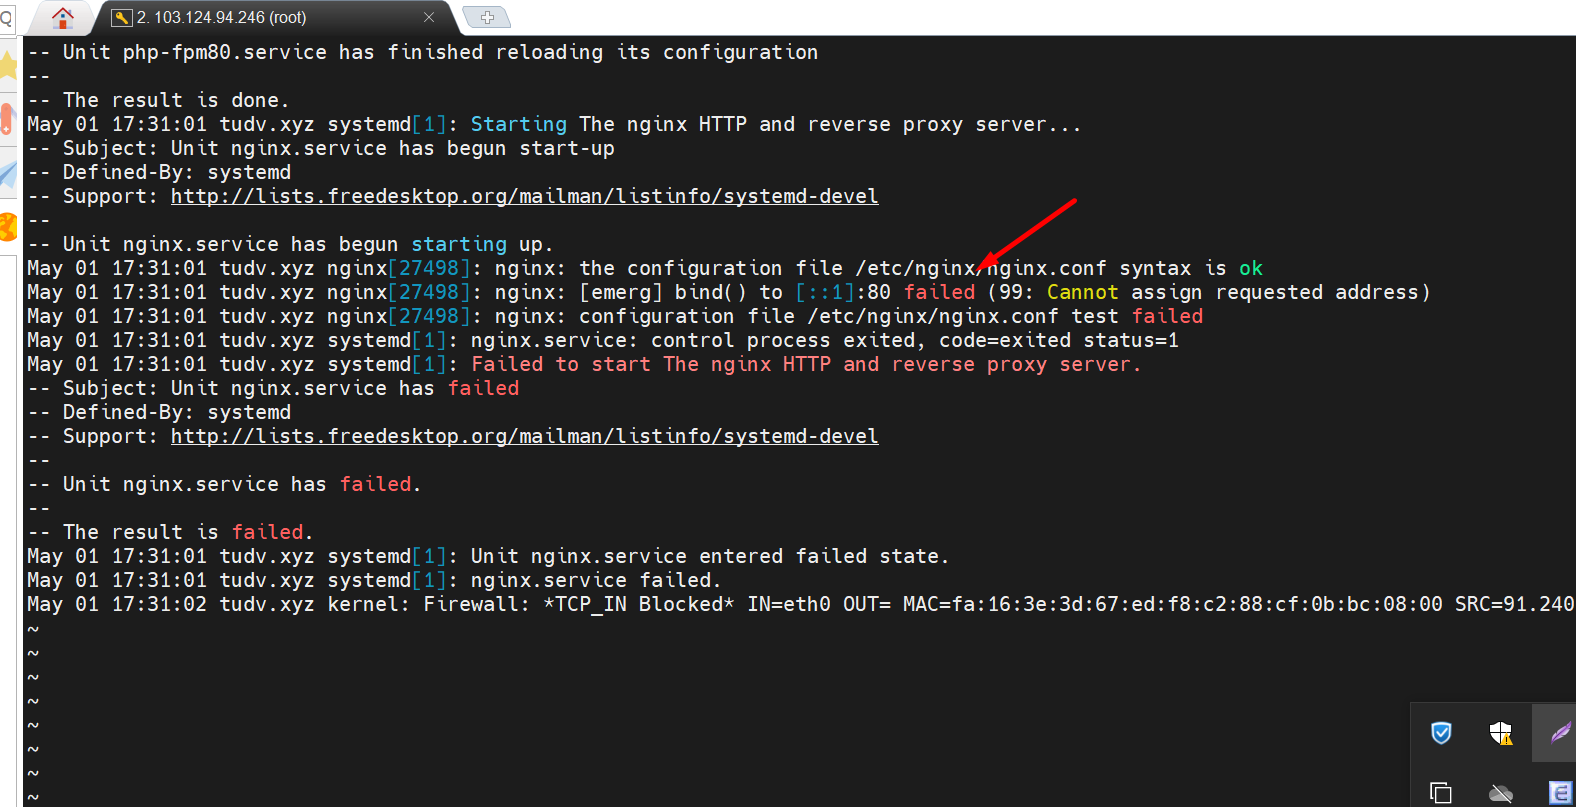 Q
2. 103.124.94.246 (root)
-- Unit php-fpm80.service has finished reloading its configuration
--
-- The result is done.
May 01 17:31:01 tudv.xyz systemd[1]: Starting The nginx HTTP and reverse proxy server...
-- Subject: Unit nginx.service has begun start-up
-- Defined-By: systemd
-- Support: http://lists.freedesktop.org/mailman/listinfo/systemd-devel
--
-- Unit nginx.service has begun starting up.
May 01 17:31:01 tudv.xyz nginx[27498]: nginx: the configuration file /etc/nginx/nginx.conf syntax is ok
May 01 17:31:01 tudv.xyz nginx[27498]: nginx: [emerg] bind() to [::1]:80 failed (99: Cannot assign requested address)
May 01 17:31:01 tudv.xyz nginx[27498]: nginx: configuration file /etc/nginx/nginx.conf test failed
May 01 17:31:01 tudv.xyz systemd[1]: nginx.service: control process exited, code=exited status=1
May 01 17:31:01 tudv.xyz systemd[1]: Failed to start The nginx HTTP and reverse proxy server.
-- Subject: Unit nginx.service has failed
-- Defined-By: systemd
-- Support: http://lists.freedesktop.org/mailman/listinfo/systemd-devel
--
-- Unit nginx.service has failed.
--
-- The result is failed.
May 01 17:31:01 tudv.xyz systemd[1]: Unit nginx.service entered failed state.
May 01 17:31:01 tudv.xyz systemd[1]: nginx.service failed.
May 01 17:31:02 tudv.xyz kernel: Firewall: *TCP_IN Blocked* IN=eth0 OUT= MAC=fa:16:3e:3d:67:ed:f8:c2:88:cf:0b:bc:08:00 SRC=91.240
~
~
~
~
~
~
~
~